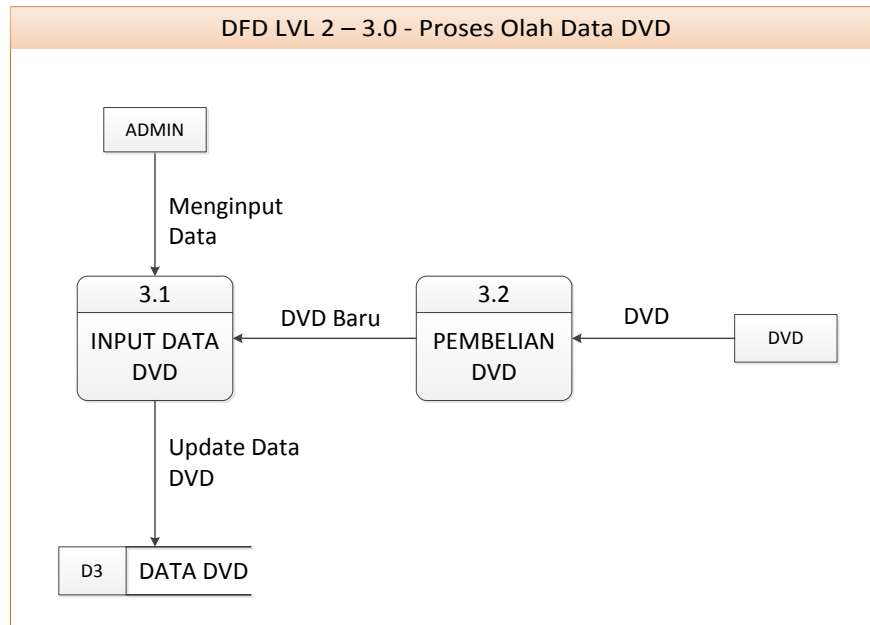 DFD LVL 2 – 3.0 - Proses Olah Data DVD
ADMIN
Menginput
Data
3.1
INPUT DATA
DVD
DVD Baru
3.2
PEMBELIAN
DVD
DVD
DVD
Update Data
DVD
D3
DATA DVD